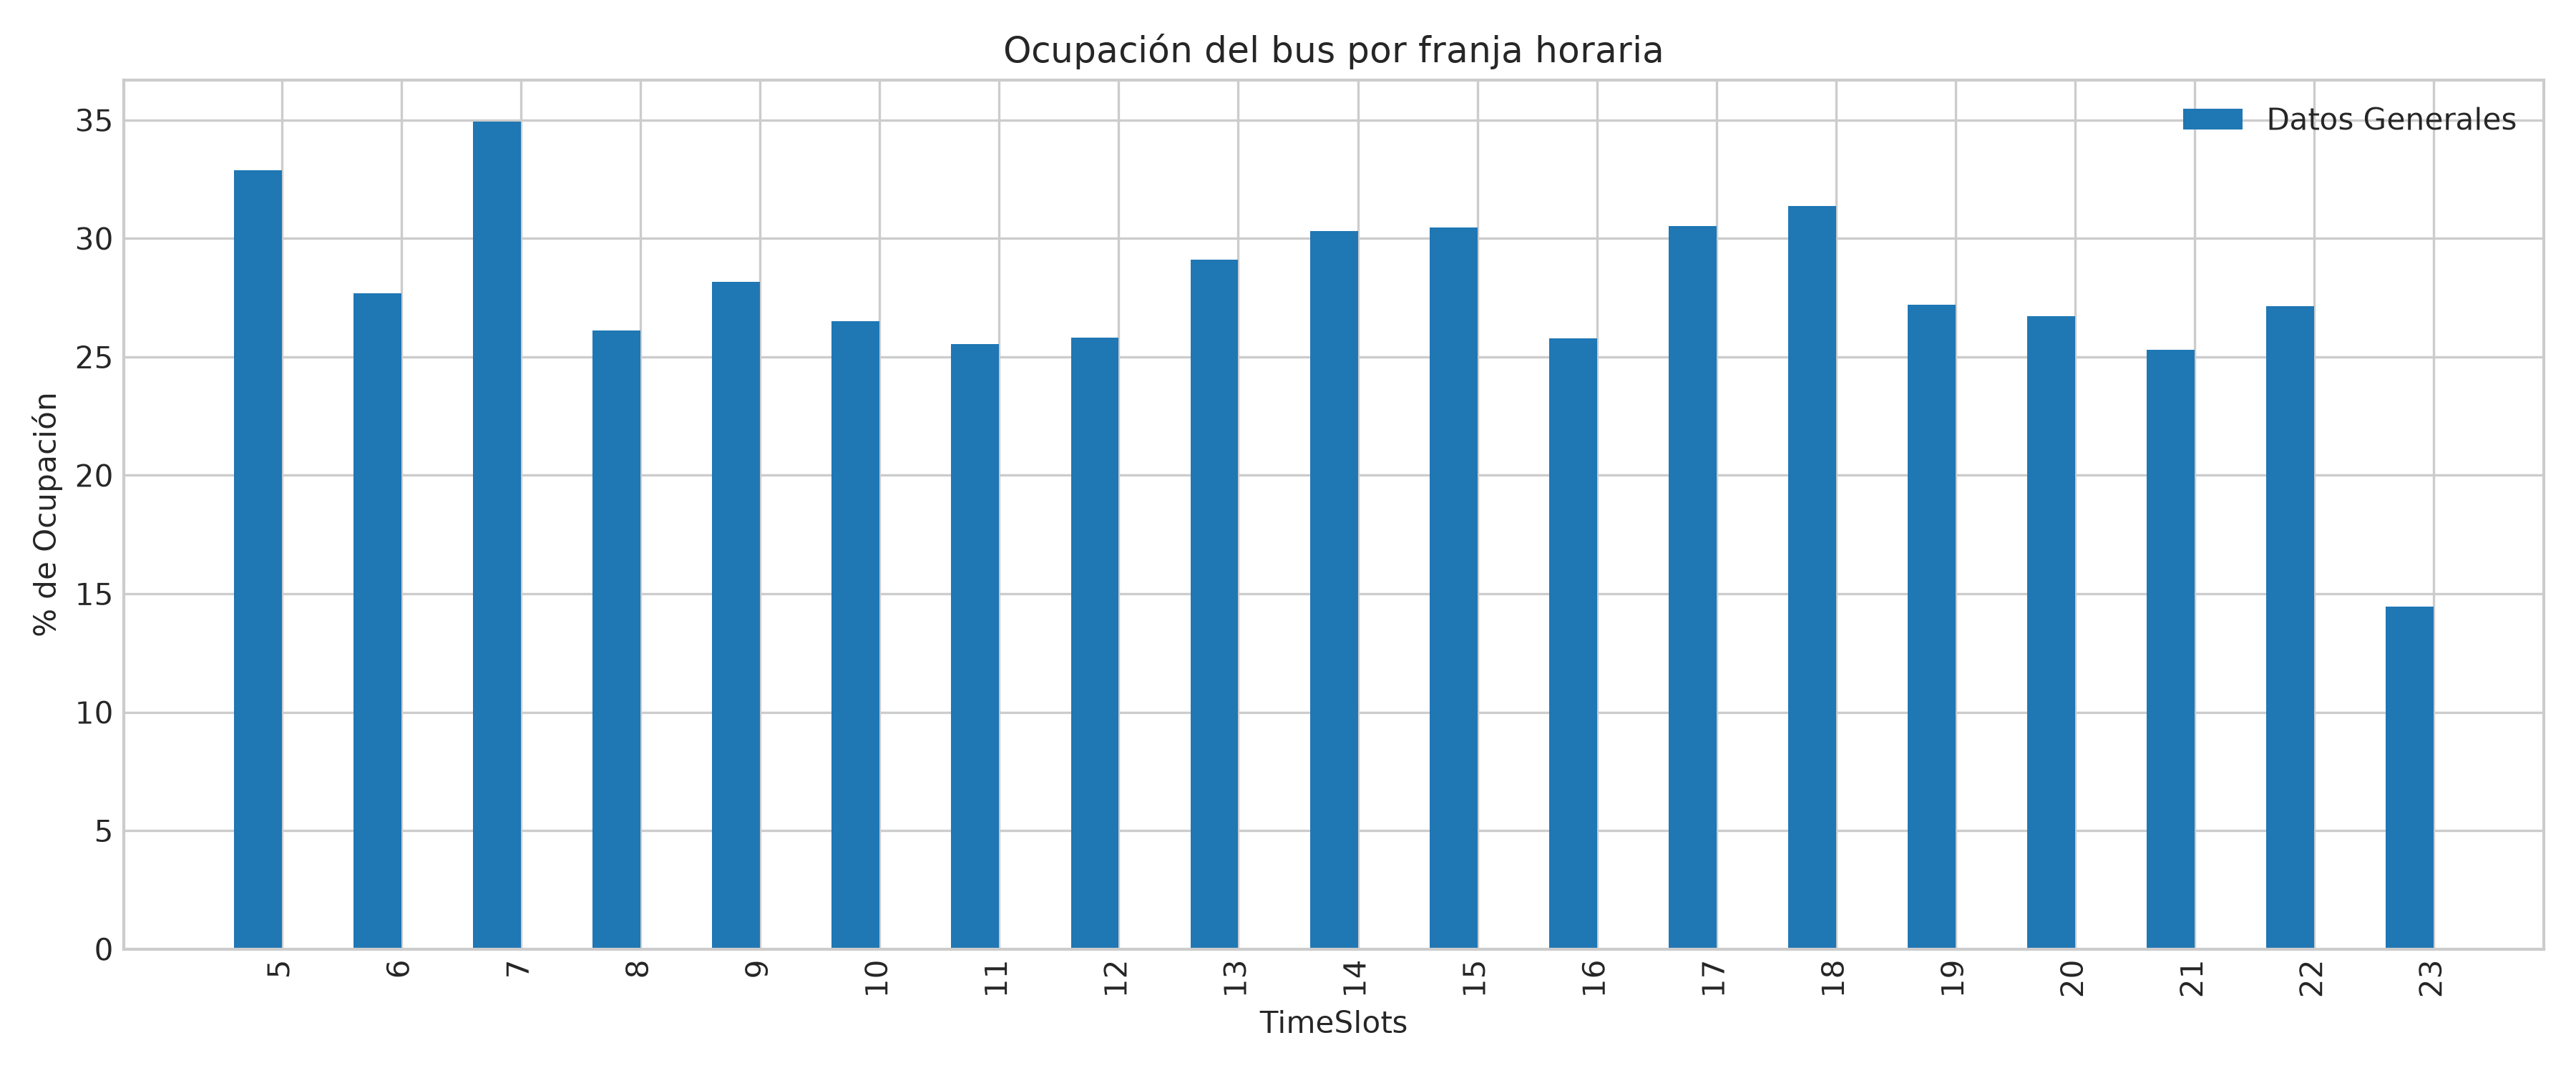 Ocupación del bus por franja horaria
Datos Generales
% de Ocupación
35
30
25
20
15
10
5
0
5 6 7 8 9 10 11 12 13 14 15 16 17 18 19 20 21 22 23
TimeSlots